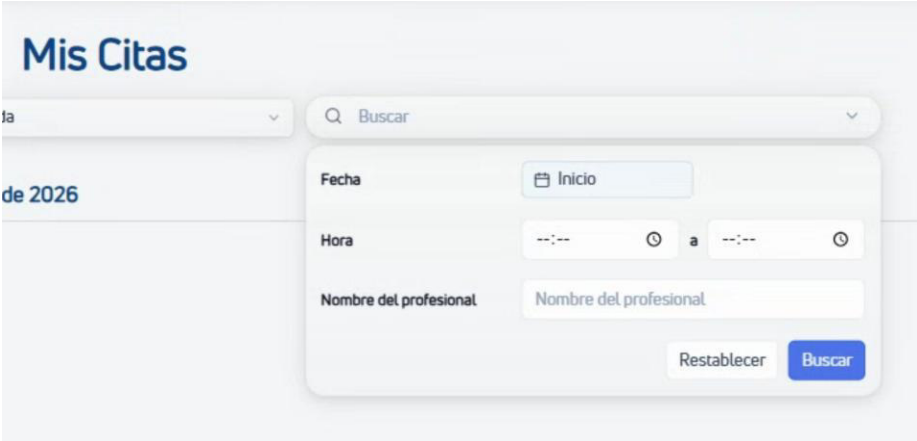 Mis Citas
Buscar
de 2026
Fecha
Inicio
Hora
--:-- a --:--
Nombre del profesional
Nombre del profesional
Restablecer
Buscar